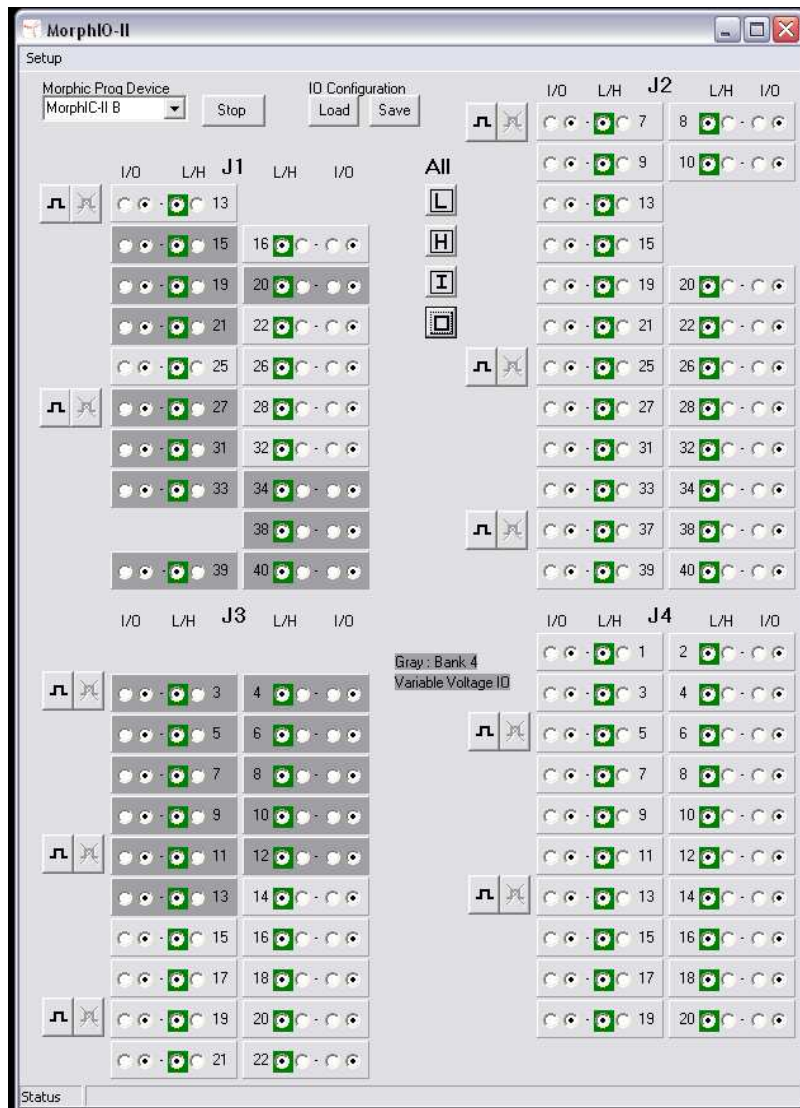 MorphIO-II
Setup
Morphic Prog Device
MorphIC-II B
Stop
IO Configuration
Load Save
I/O L/H J2 L/H I/O
7 8
9 10
13
15
19 20
21 22
25 26
27 28
31 32
33 34
37 38
39 40
I/O L/H J1 L/H I/O
13
15 16
19 20
21 22
25 26
27 28
31 32
33 34
38
39 40
All
L
H
I
O
I/O L/H J3 L/H I/O
3 4
5 6
7 8
9 10
11 12
13 14
15 16
17 18
19 20
21 22
Gray : Bank 4
Variable Voltage IO
I/O L/H J4 L/H I/O
1 2
3 4
5 6
7 8
9 10
11 12
13 14
15 16
17 18
19 20
Status